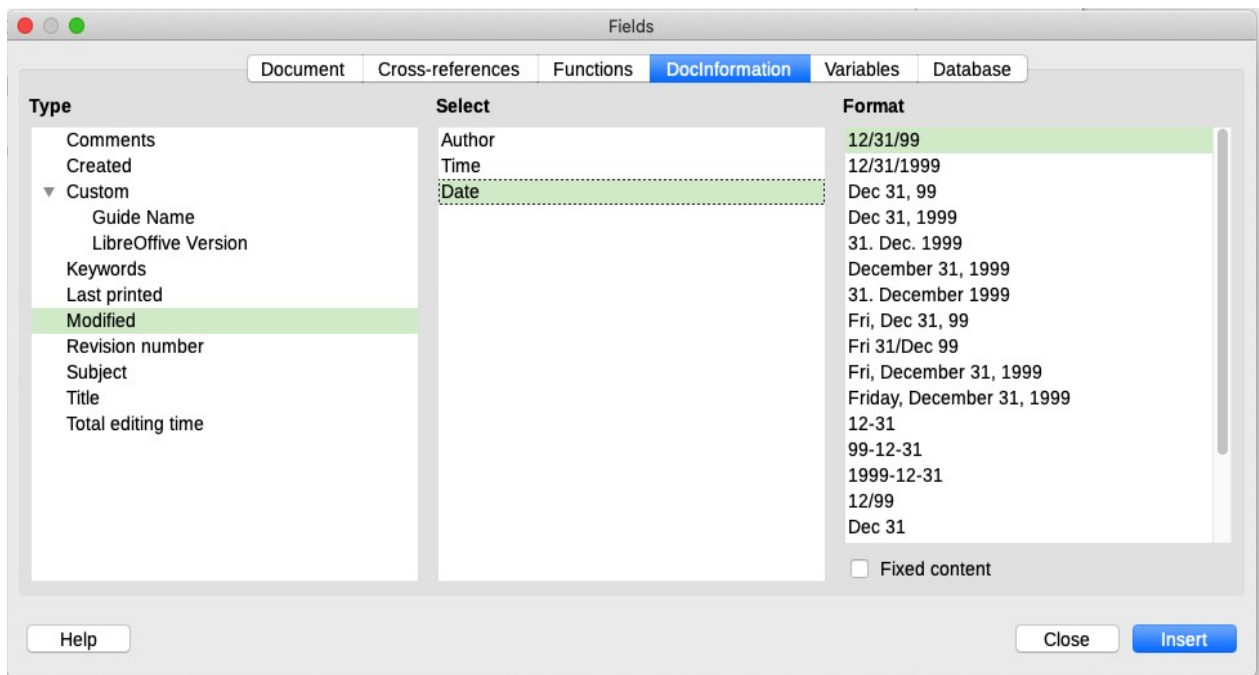 Fields
Document Cross-references Functions DocInformation Variables Database
Type
Comments
Created
Custom
Guide Name
LibreOffive Version
Keywords
Last printed
Modified
Revision number
Subject
Title
Total editing time
Select
Author
Time
Date
Format
12/31/99
12/31/1999
Dec 31, 99
Dec 31, 1999
31. Dec. 1999
December 31, 1999
31. December 1999
Fri, Dec 31, 99
Fri 31/Dec 99
Fri, December 31, 1999
Friday, December 31, 1999
12-31
99-12-31
1999-12-31
12/99
Dec 31
Fixed content
Help Close Insert